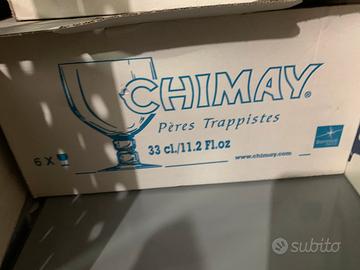 CHIMAY®
Pères Trappistes
6 X
33 cl./11.2 Fl.oz
www.chimay.com
subito